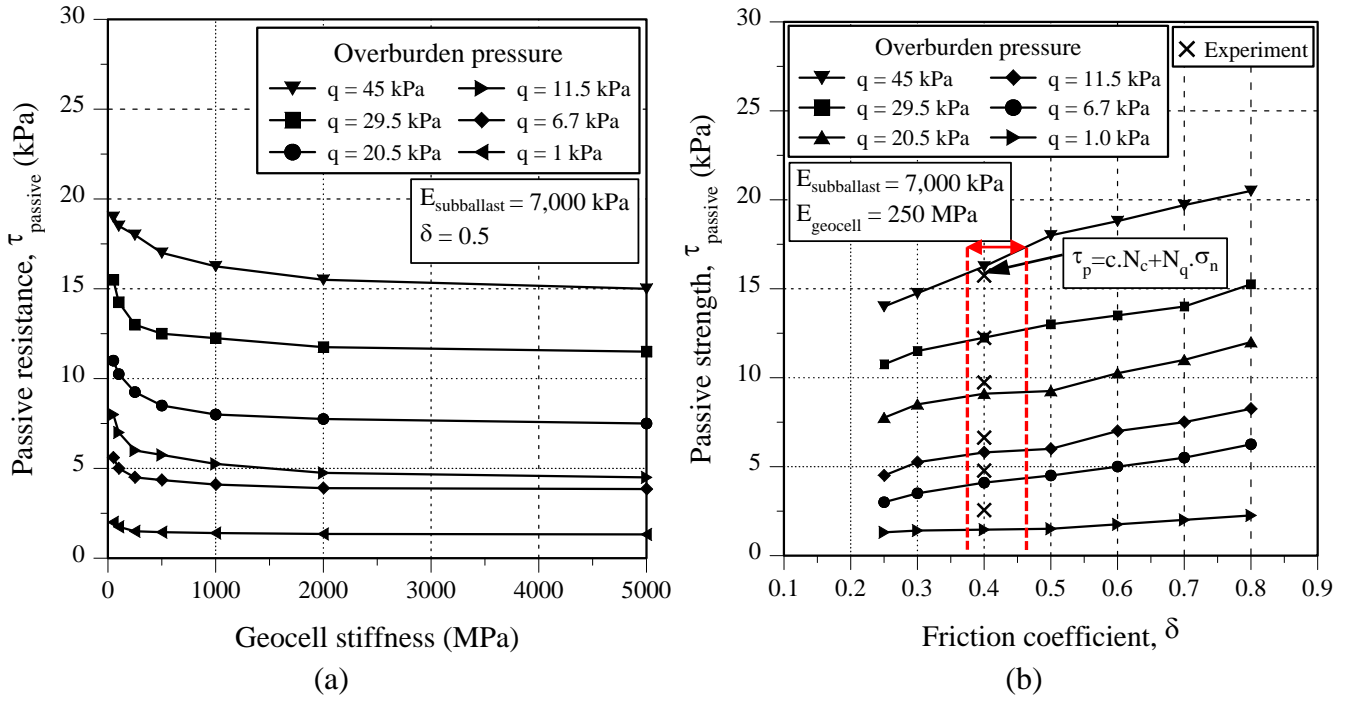 30
25
20
15
10
5
0
Passive resistance, τ passive (kPa)
Overburden pressure
q = 45 kPa
q = 11.5 kPa
q = 29.5 kPa
q = 6.7 kPa
q = 20.5 kPa
q = 1 kPa
E subballast = 7,000 kPa
δ = 0.5
0 1000 2000 3000 4000 5000
Geocell stiffness (MPa)
(a)
30
25
20
15
10
5
0
Passive strength, τ passive (kPa)
Overburden pressure
q = 45 kPa
q = 11.5 kPa
q = 29.5 kPa
q = 6.7 kPa
q = 20.5 kPa
q = 1.0 kPa
Experiment
E subballast = 7,000 kPa
E geocell = 250 MPa
τp=c.Nc+Nq.σn
0.1 0.2 0.3 0.4 0.5 0.6 0.7 0.8 0.9
Friction coefficient, δ
(b)